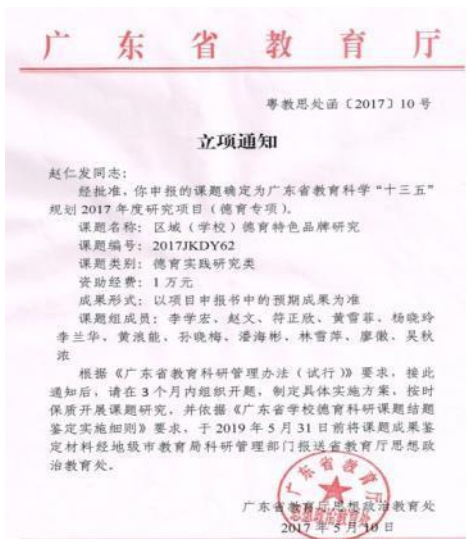 广东省教育厅
粤教思处函〔2017〕10号
立项通知
赵仁发同志：
经批准，你申报的课题确定为广东省教育科学“十三五”
规划2017年度研究项目（德育专项）。
课题名称：区域（学校）德育特色品牌研究
课题编号：2017JKDY62
课题类别：德育实践研究类
资助经费：1万元
成果形式：以项目申报书中的预期成果为准
课题组成员：李学宏、赵文、符正欣、黄雪菲、杨晓玲
李兰华、黄浪能、孙晓梅、潘海彬、林雪萍、廖徽、吴秋
浓
根据《广东省教育科研管理办法（试行）》要求，接此
通知后，请在3个月内组织开题，制定具体实施方案，按时
保质开展课题研究，并依据《广东省学校德育科研课题结题
鉴定实施细则》要求，于2019年5月31日前将课题成果鉴
定材料经地级市教育局科研管理部门报送省教育厅思想政
治教育处。
广东省教育厅
思想政治教育处
广东省教育厅思想政治教育处
2017年5月10日